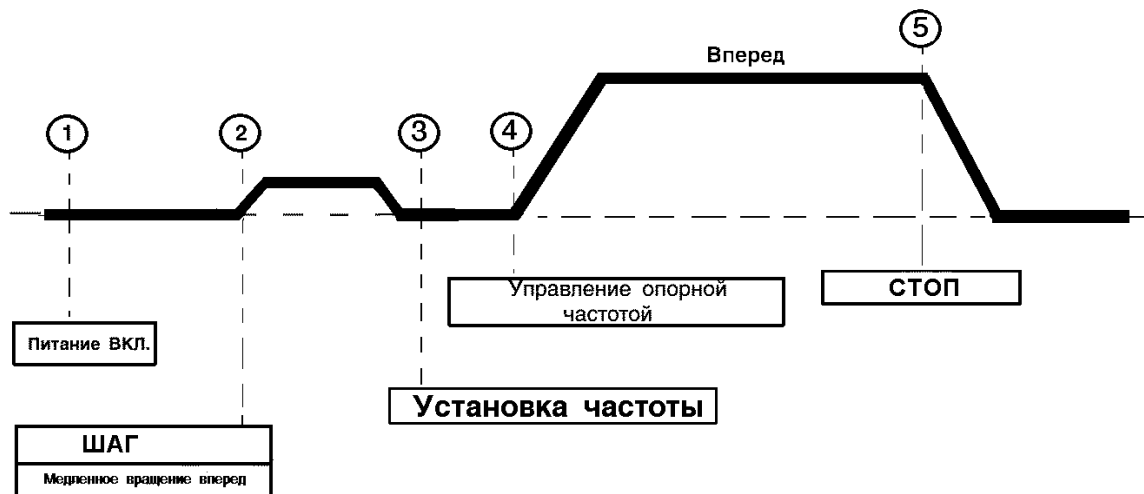 5
Вперед
1
2
3
4
Управление опорной
частотой
СТОП
Питание ВКЛ.
Установка частоты
ШАГ
Медленное вращение вперед